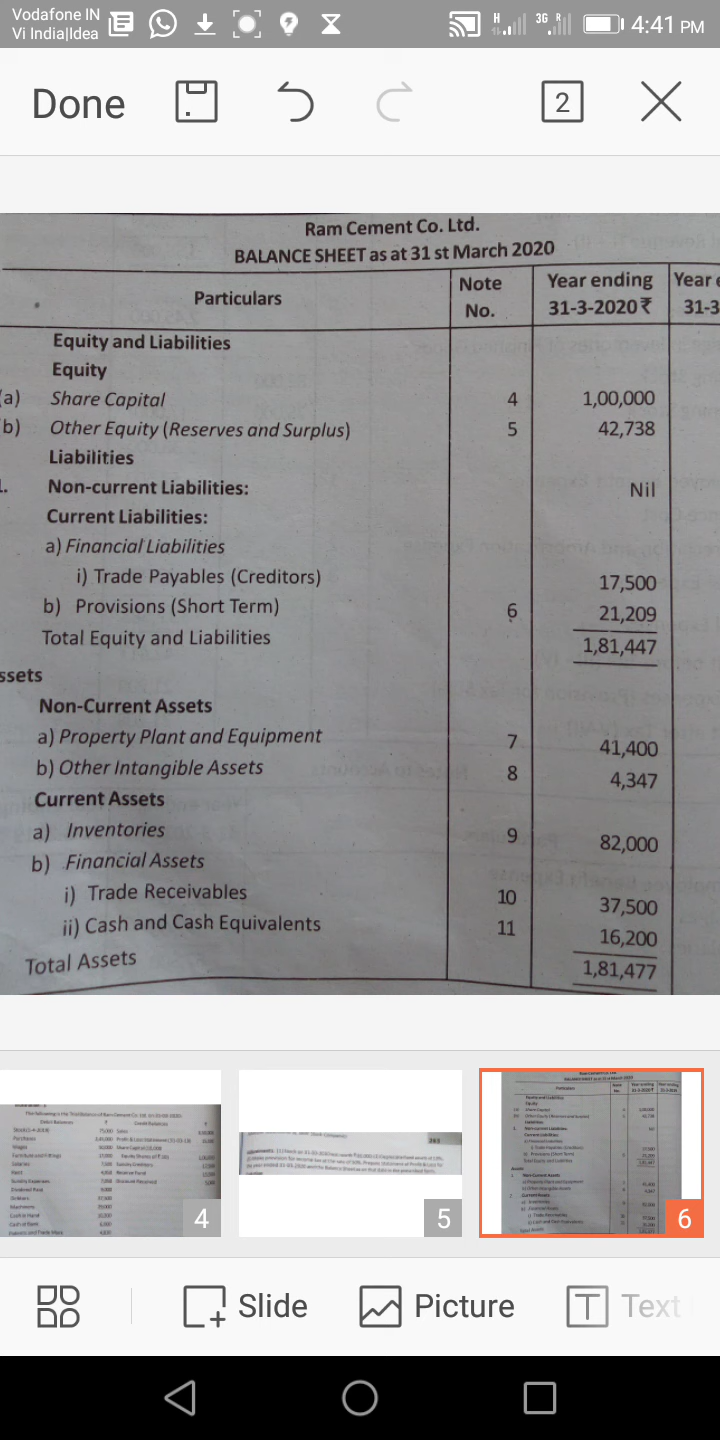 Vodafone IN
Vi India|Idea
H
3G R
4:41 PM
Done
2
Ram Cement Co. Ltd.
BALANCE SHEET as at 31 st March 2020
Particulars Note No. Year ending 31-3-2020 ₹ Year 31-3
Equity and Liabilities
Equity
a) Share Capital 4 1,00,000
b) Other Equity (Reserves and Surplus) 5 42,738
Liabilities
Non-current Liabilities: Nil
Current Liabilities:
a) Financial Liabilities
i) Trade Payables (Creditors) 17,500
b) Provisions (Short Term) 6 21,209
Total Equity and Liabilities 1,81,447
ssets
Non-Current Assets
a) Property Plant and Equipment 7 41,400
b) Other Intangible Assets 8 4,347
Current Assets
a) Inventories 9 82,000
b) Financial Assets
i) Trade Receivables 10 37,500
ii) Cash and Cash Equivalents 11 16,200
Total Assets 1,81,477
4
5
6
Slide
Picture
Text